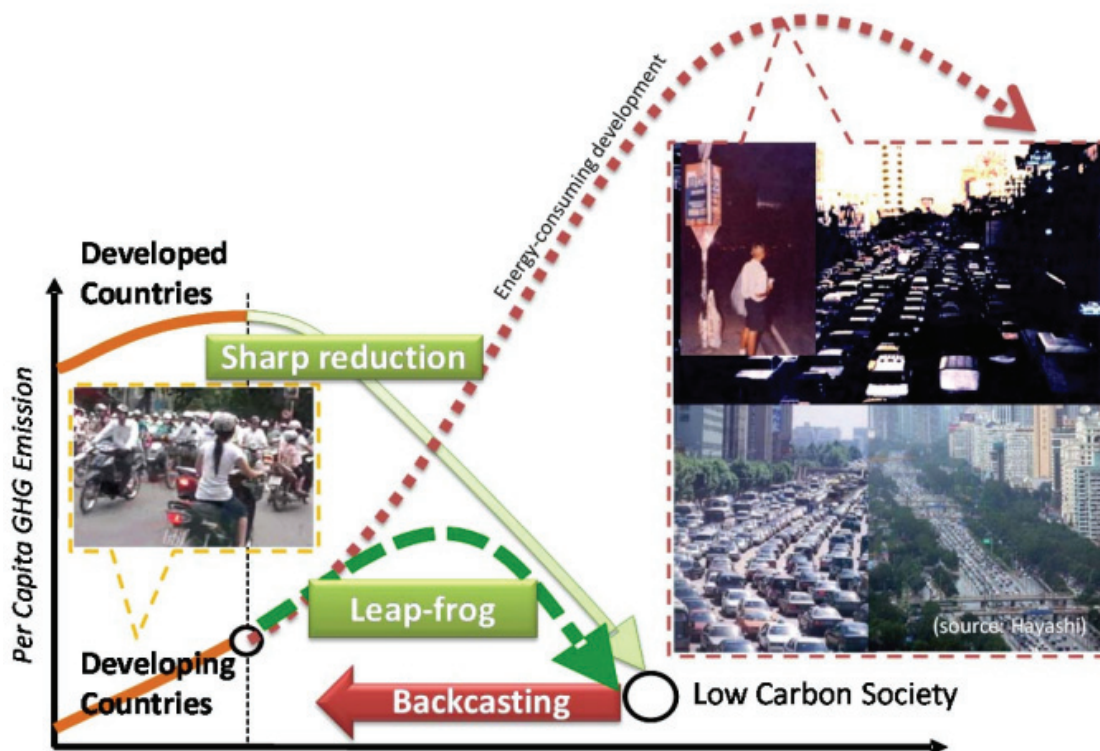 Energy-consuming development
Developed
Countries
Sharp reduction
Per Capita GHG Emission
Leap-frog
(source: Hayashi)
Developing
Countries
Backcasting
Low Carbon Society